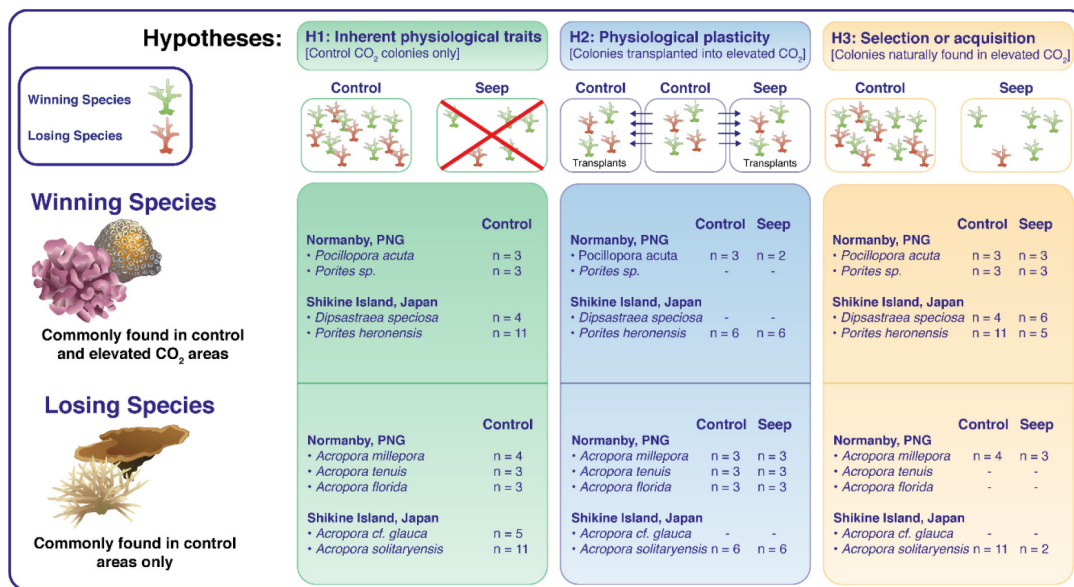 Hypotheses:
H1: Inherent physiological traits
[Control CO2 colonies only]
H2: Physiological plasticity
[Colonies transplanted into elevated CO2]
H3: Selection or acquisition
[Colonies naturally found in elevated CO2]
Winning Species
Losing Species
Control Seep
Control Control Seep
Transplants Transplants
Control Seep
Winning Species
Commonly found in control
and elevated CO2 areas
Control
Normanby, PNG
• Pocillopora acuta n = 3
• Porites sp. n = 3
Shikine Island, Japan
• Dipsastraea speciosa n = 4
• Porites heronensis n = 11
Control Seep
Normanby, PNG
• Pocillopora acuta n = 3 n = 2
• Porites sp. - -
Shikine Island, Japan
• Dipsastraea speciosa - -
• Porites heronensis n = 6 n = 6
Control Seep
Normanby, PNG
• Pocillopora acuta n = 3 n = 3
• Porites sp. n = 3 n = 3
Shikine Island, Japan
• Dipsastraea speciosa n = 4 n = 6
• Porites heronensis n = 11 n = 5
Losing Species
Commonly found in control
areas only
Control
Normanby, PNG
• Acropora millepora n = 4
• Acropora tenuis n = 3
• Acropora florida n = 3
Shikine Island, Japan
• Acropora cf. glauca n = 5
• Acropora solitaryensis n = 11
Control Seep
Normanby, PNG
• Acropora millepora n = 3 n = 3
• Acropora tenuis n = 3 n = 3
• Acropora florida n = 3 n = 3
Shikine Island, Japan
• Acropora cf. glauca - -
• Acropora solitaryensis n = 6 n = 6
Control Seep
Normanby, PNG
• Acropora millepora n = 4 n = 3
• Acropora tenuis - -
• Acropora florida - -
Shikine Island, Japan
• Acropora cf. glauca - -
• Acropora solitaryensis n = 11 n = 2